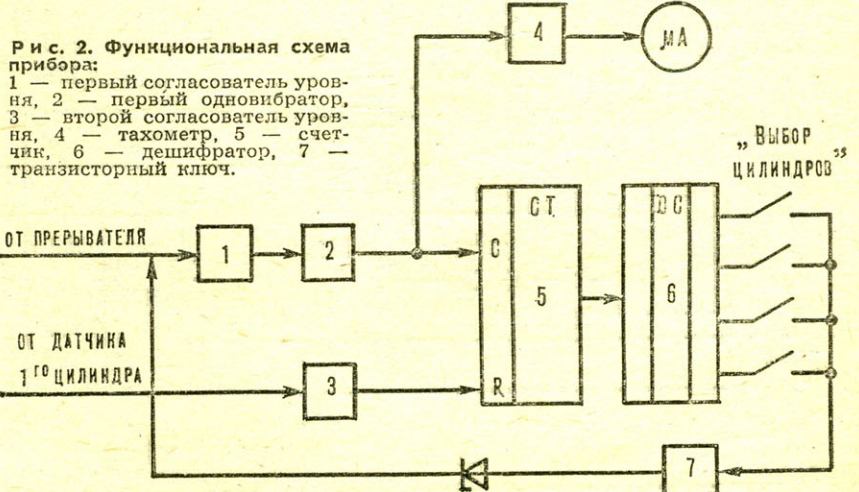 Рис. 2. Функциональная схема
прибора:
1 — первый согласователь уров-
ня, 2 — первый одновибратор,
3 — второй согласователь уров-
ня, 4 — тахометр, 5 — счет-
чик, 6 — дешифратор, 7 —
транзисторный ключ.
4
μA
„ВЫБОР
ЦИЛИНДРОВ”
ОТ ПРЕРЫВАТЕЛЯ
1
2
C
CT
5
DC
6
ОТ ДАТЧИКА
1го ЦИЛИНДРА
3
R
7